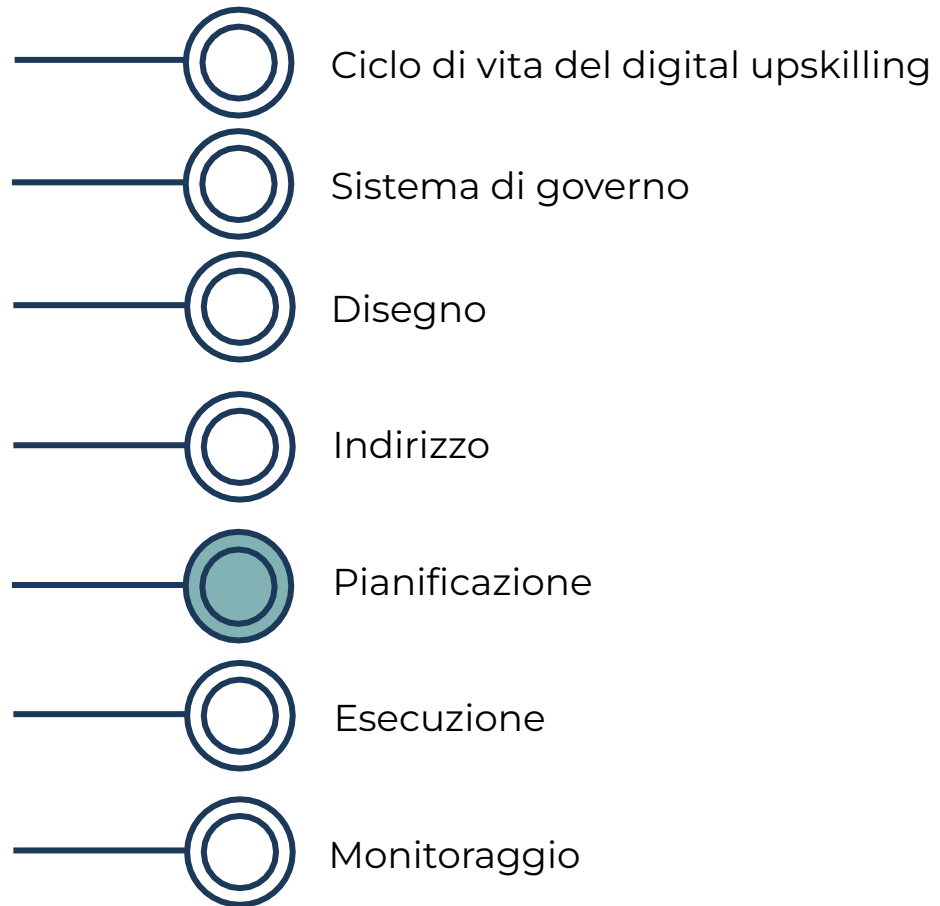 Ciclo di vita del digital upskilling
Sistema di governo
Disegno
Indirizzo
Pianificazione
Esecuzione
Monitoraggio